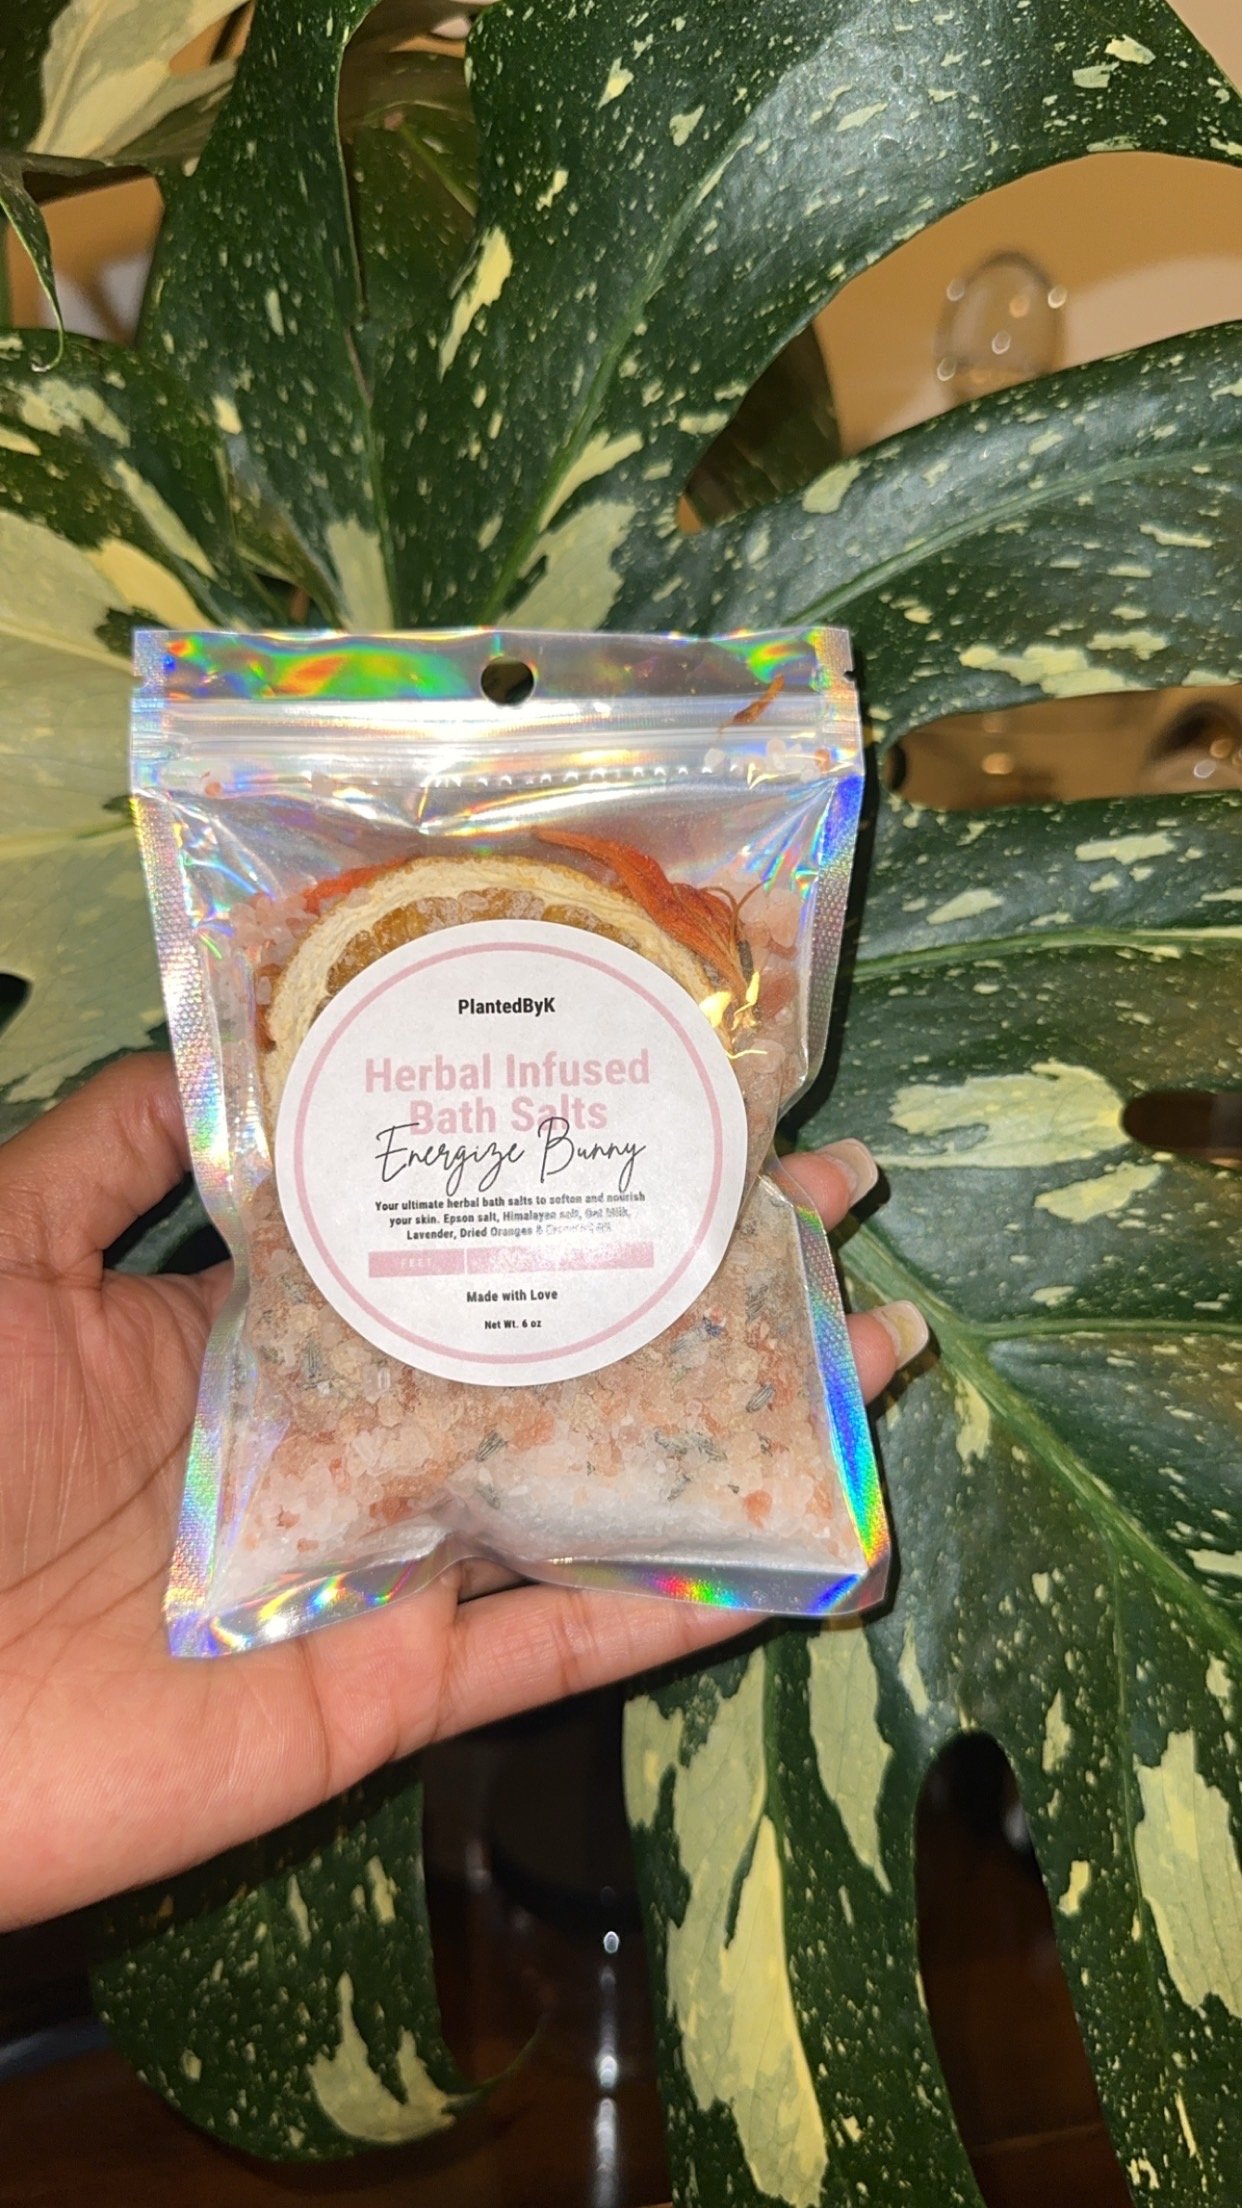 PlantedByK
Herbal Infused
Bath Salts
Energize Bunny
Your ultimate herbal bath salts to soften and nourish
your skin. Epson salt, Himalayan salt, Oat Milk,
Lavender, Dried Oranges &
FEET
Made with Love
Net Wt. 6 oz